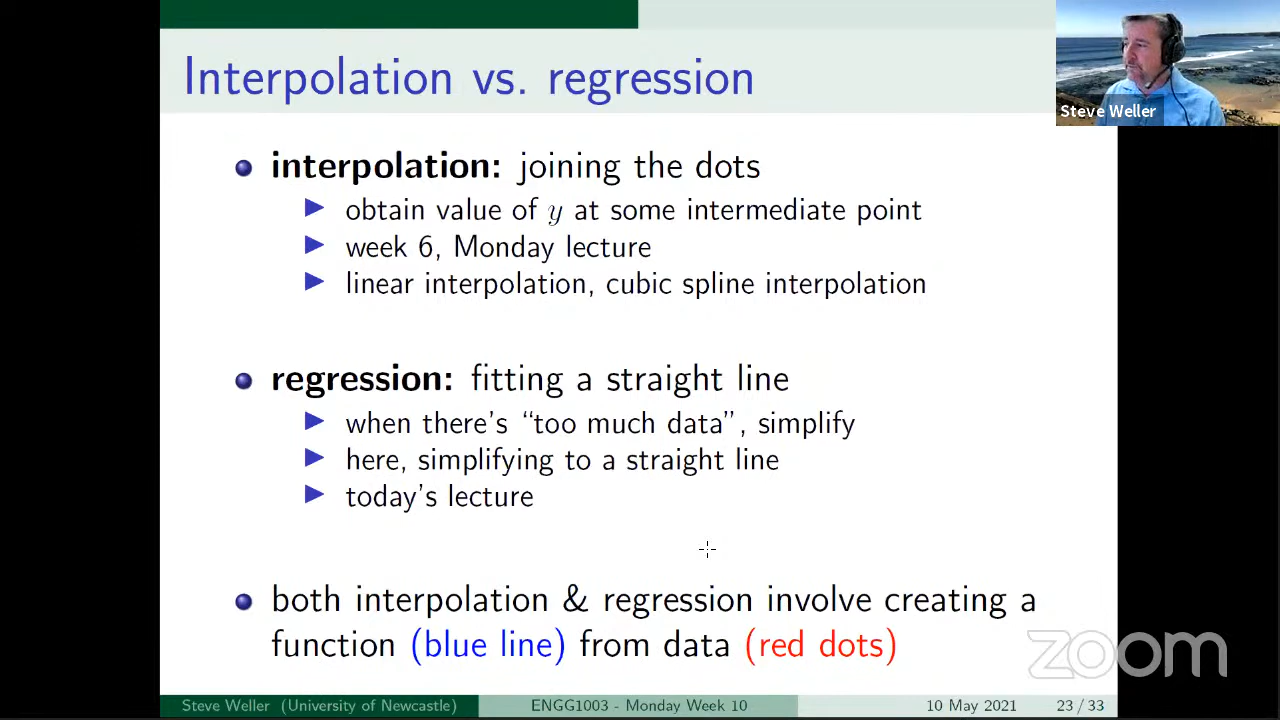 Interpolation vs. regression
Steve Weller
interpolation: joining the dots
obtain value of y at some intermediate point
week 6, Monday lecture
linear interpolation, cubic spline interpolation
regression: fitting a straight line
when there's “too much data”, simplify
here, simplifying to a straight line
today's lecture
both interpolation & regression involve creating a
function (blue line) from data (red dots)
zoom
Steve Weller (University of Newcastle) ENGG1003 - Monday Week 10 10 May 2021 23 / 33